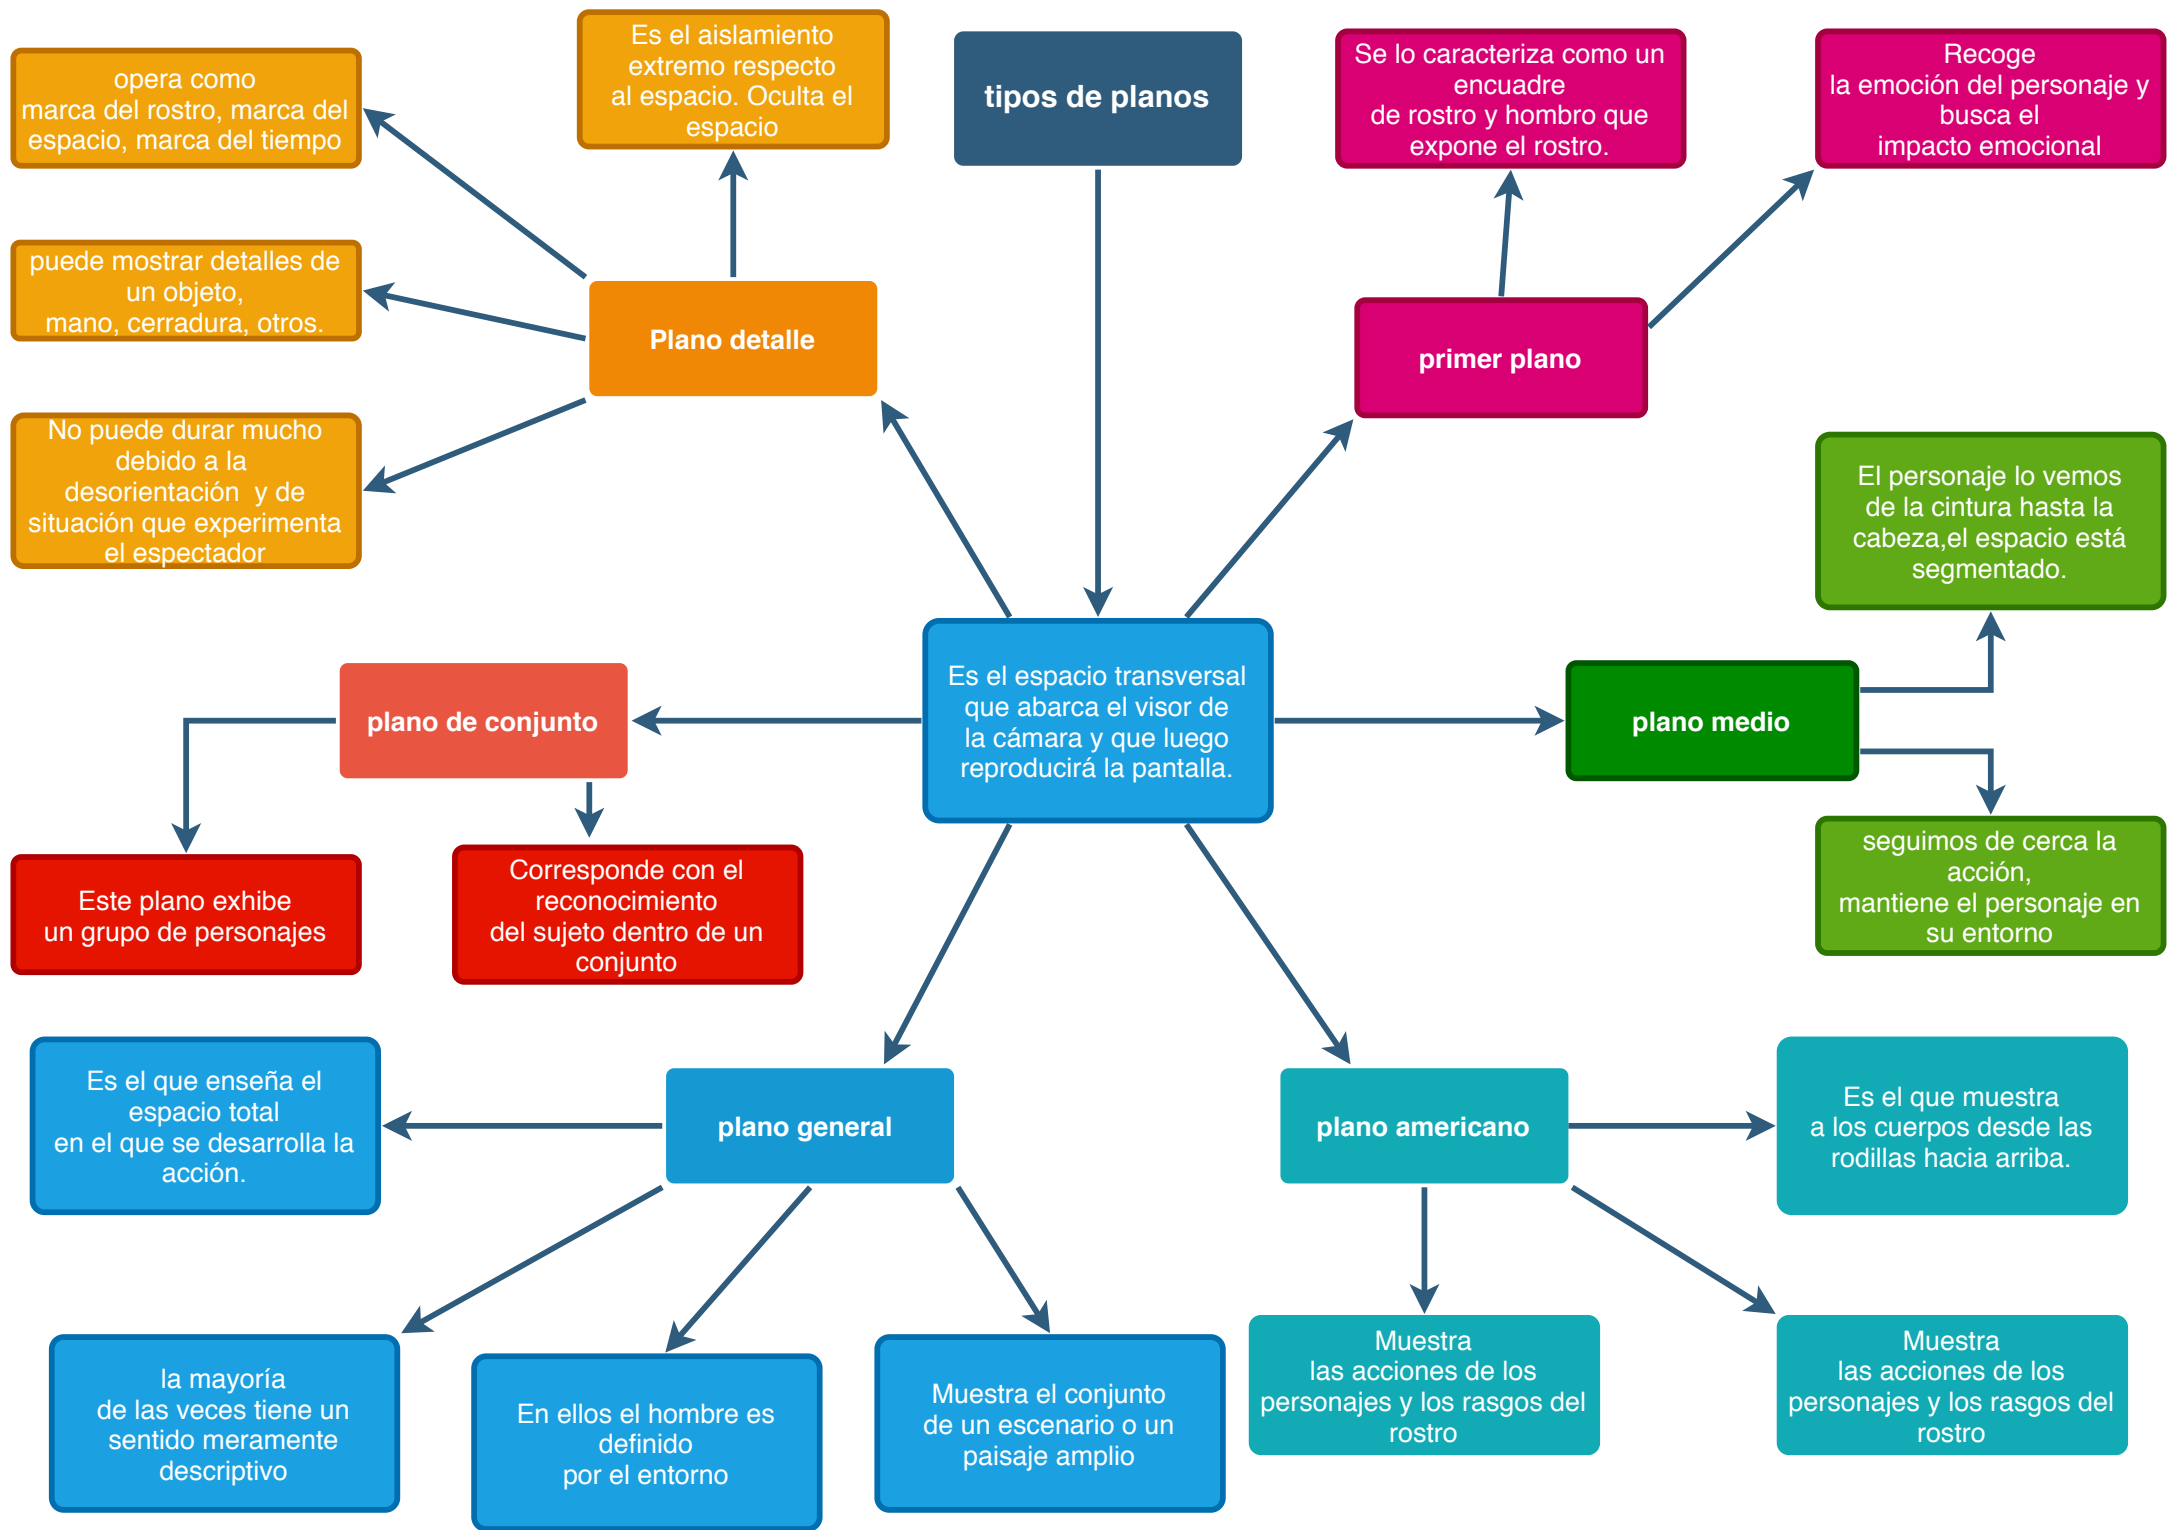 tipos de planos
Es el espacio transversal
que abarca el visor de
la cámara y que luego
reproducirá la pantalla.
Plano detalle
Es el aislamiento
extremo respecto
al espacio. Oculta el
espacio
opera como
marca del rostro, marca del
espacio, marca del tiempo
puede mostrar detalles de
un objeto,
mano, cerradura, otros.
No puede durar mucho
debido a la
desorientación  y de
situación que experimenta
el espectador
primer plano
Se lo caracteriza como un
encuadre
de rostro y hombro que
expone el rostro.
Recoge
la emoción del personaje y
busca el
impacto emocional
plano medio
El personaje lo vemos
de la cintura hasta la
cabeza,el espacio está
segmentado.
seguimos de cerca la
acción,
mantiene el personaje en
su entorno
plano de conjunto
Este plano exhibe
un grupo de personajes
Corresponde con el
reconocimiento
del sujeto dentro de un
conjunto
plano general
Es el que enseña el
espacio total
en el que se desarrolla la
acción.
la mayoría
de las veces tiene un
sentido meramente
descriptivo
En ellos el hombre es
definido
por el entorno
Muestra el conjunto
de un escenario o un
paisaje amplio
plano americano
Es el que muestra
a los cuerpos desde las
rodillas hacia arriba.
Muestra
las acciones de los
personajes y los rasgos del
rostro
Muestra
las acciones de los
personajes y los rasgos del
rostro